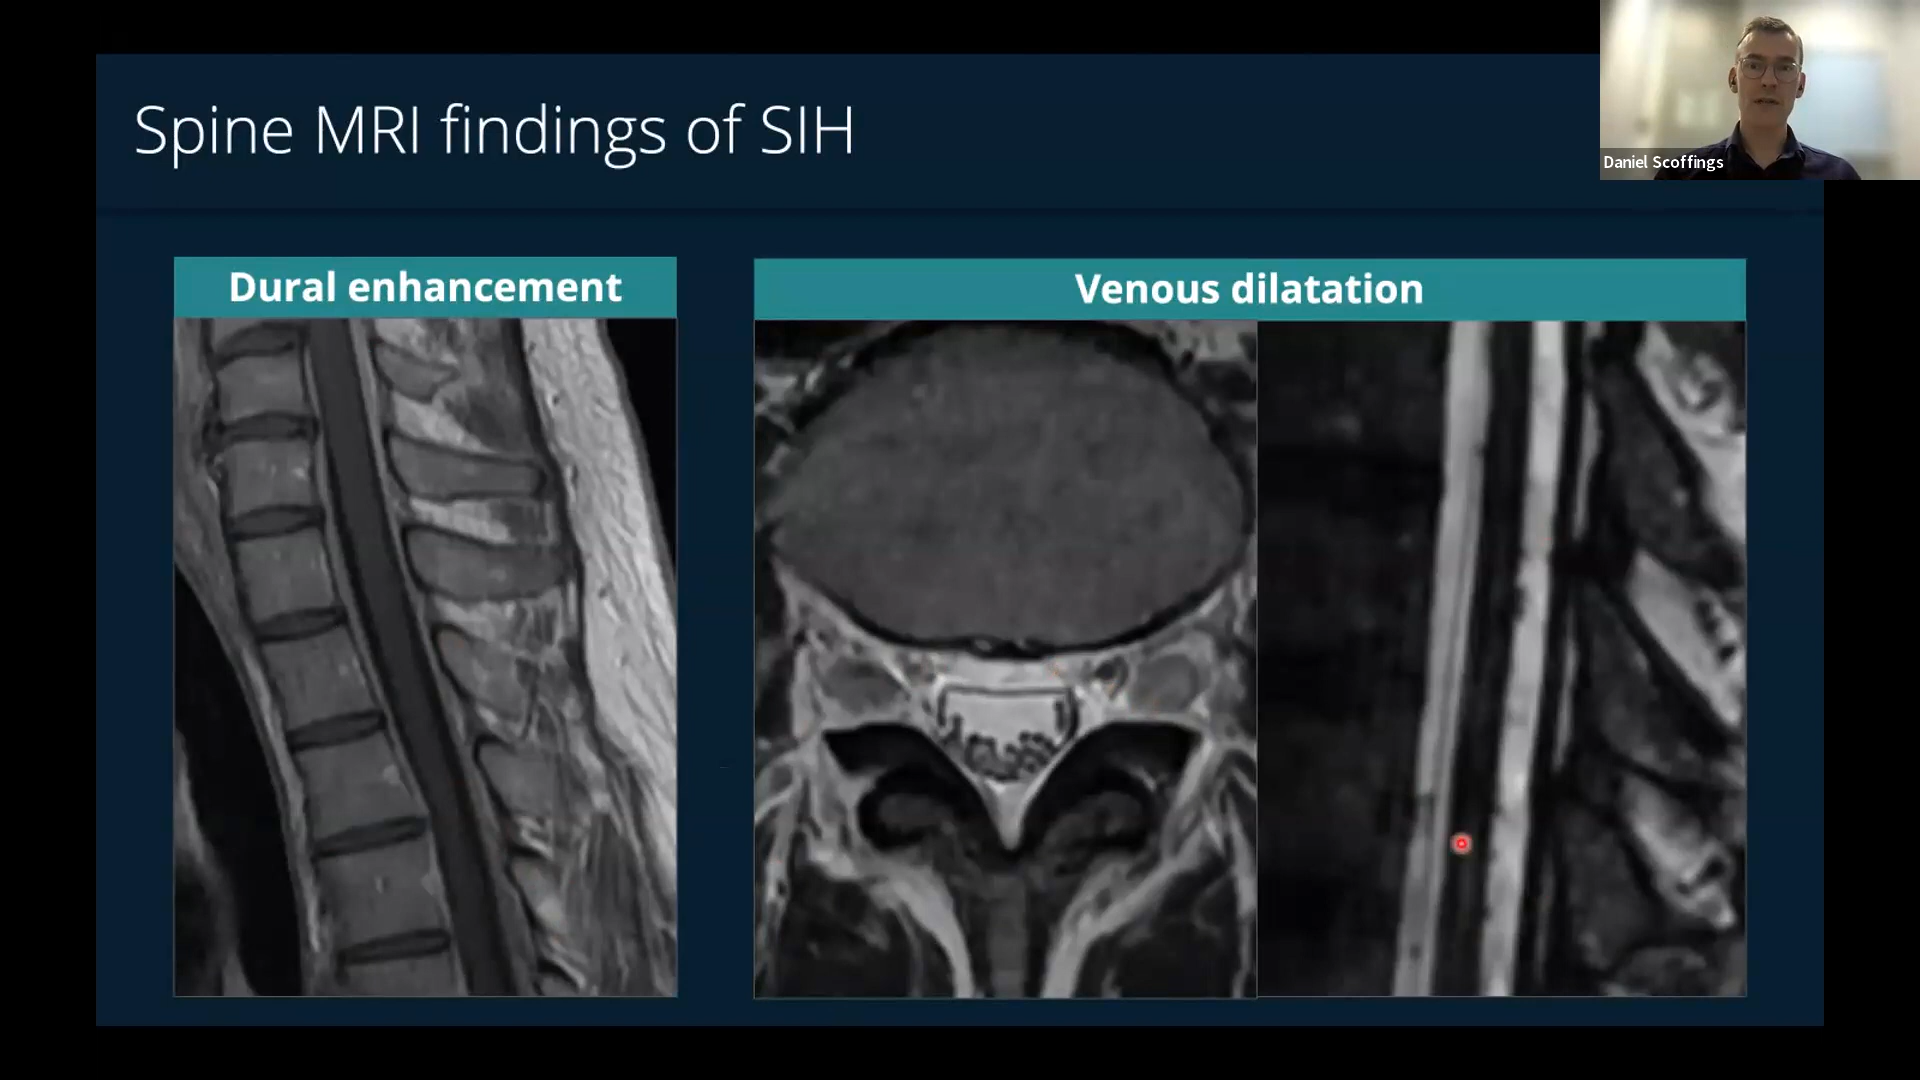 Spine MRI findings of SIH
Daniel Scoffings
Dural enhancement
Venous dilatation